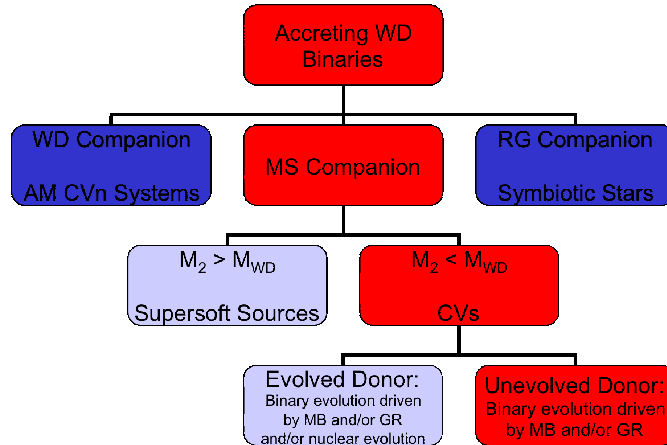 Accreting WD
Binaries
WD Companion
AM CVn Systems
MS Companion
RG Companion
Symbiotic Stars
M₂ > M_WD
Supersoft Sources
M₂ < M_WD
CVs
Evolved Donor:
Binary evolution driven
by MB and/or GR
and/or nuclear evolution
Unevolved Donor:
Binary evolution driven
by MB and/or GR